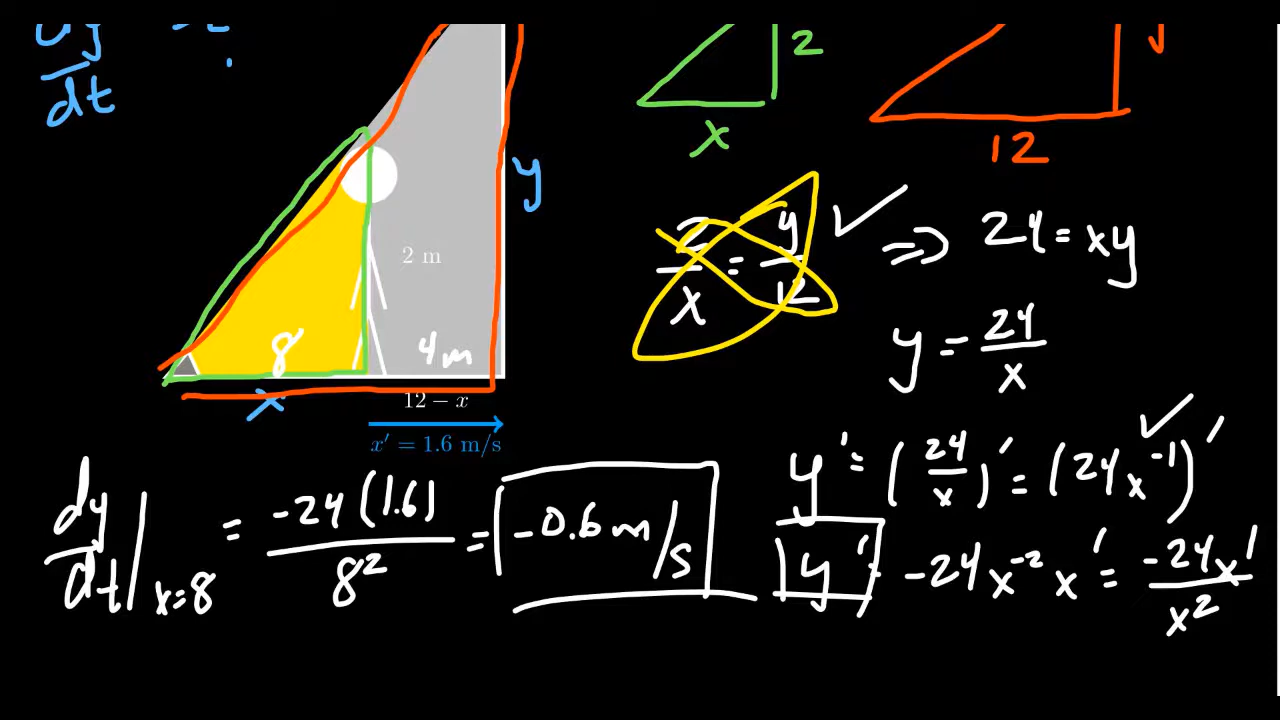 dy
dt
2
x
12
y
2 m
8
4m
x
12 − x
x′ = 1.6 m/s
2/x = y/12 ✓ ⇒ 24 = xy
y = 24/x
y′ = (24/x)′ = (24x⁻¹)′ ✓
y′ = -24x⁻²x′ = -24x′/x²
dy/dt|x=8 = -24(1.6)/8² = -0.6 m/s